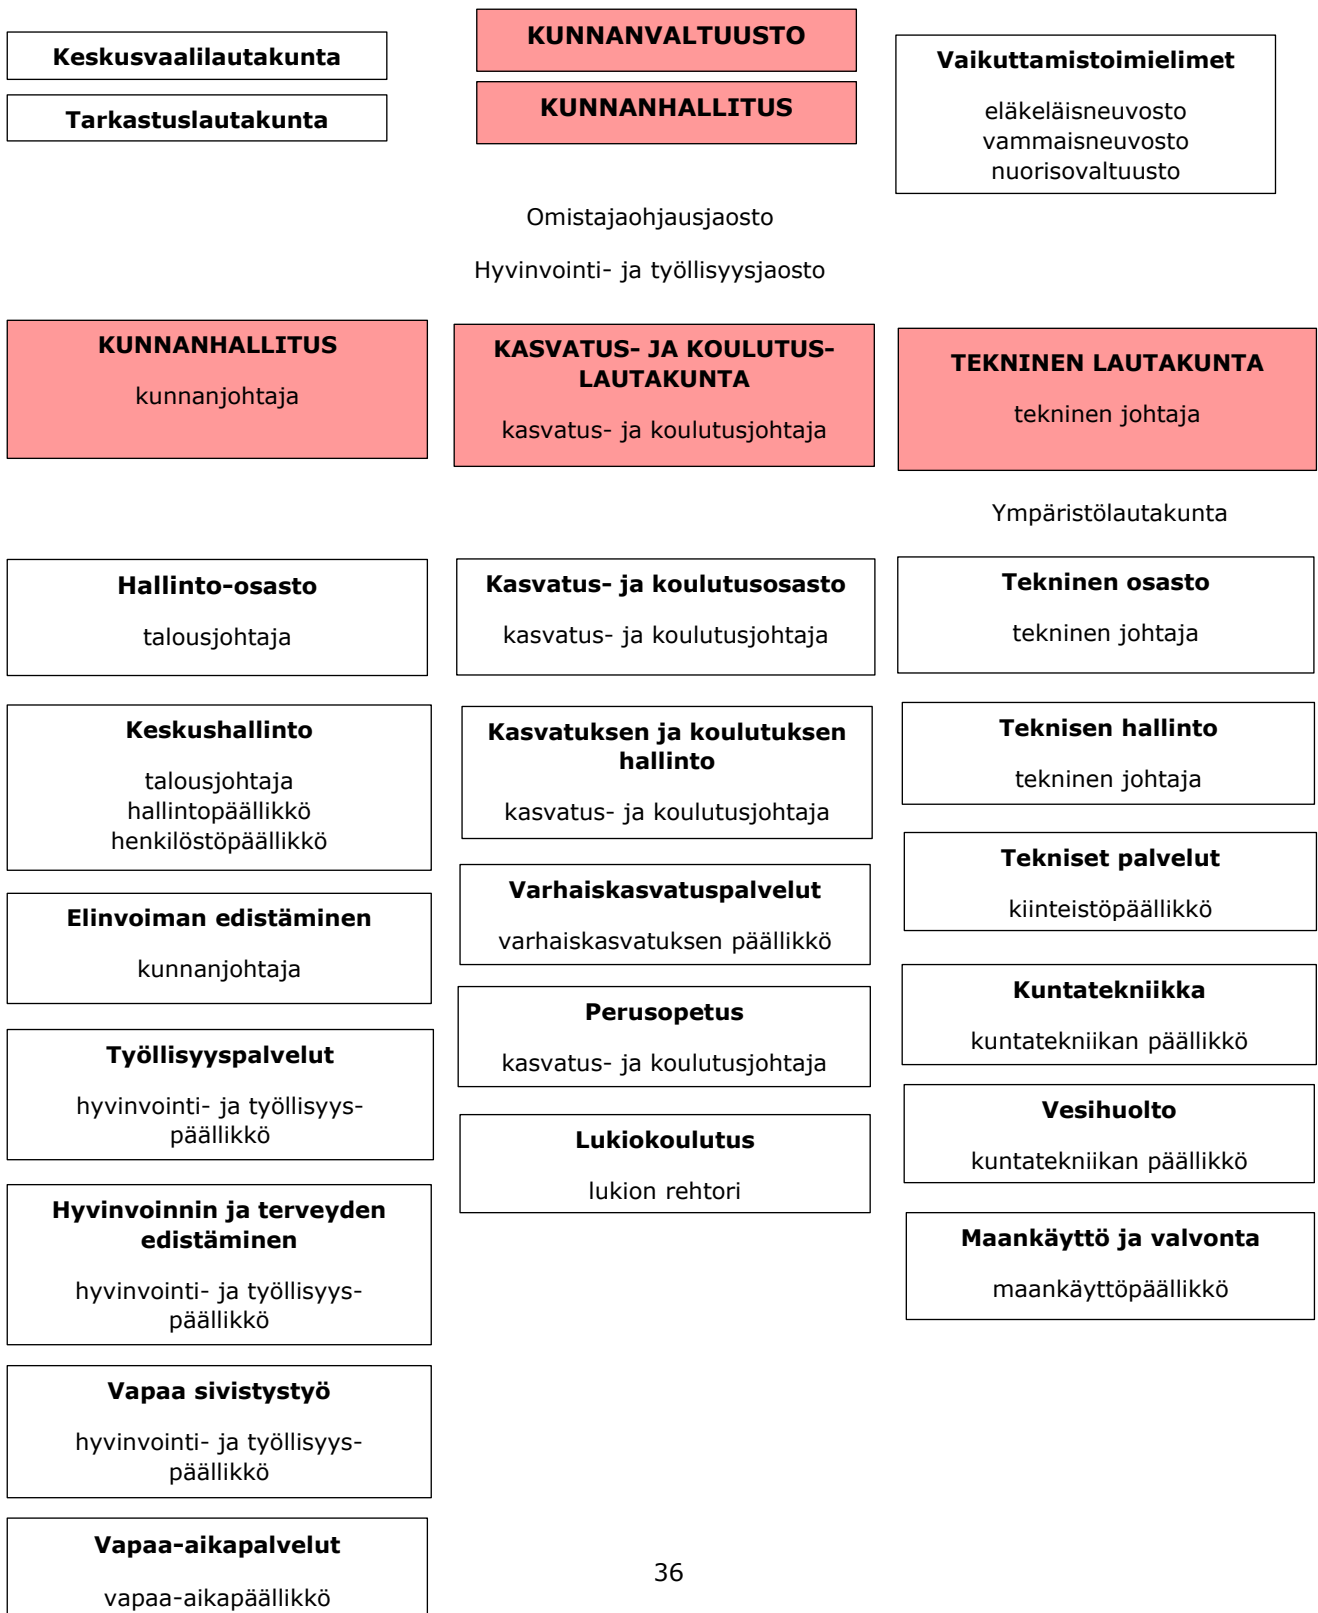 Keskusvaalilautakunta
Tarkastuslautakunta
KUNNANVALTUUSTO
KUNNANHALLITUS
Vaikuttamistoimielimet
eläkeläisneuvosto
vammaisneuvosto
nuorisovaltuusto
Omistajaohjausjaosto
Hyvinvointi- ja työllisyysjaosto
KUNNANHALLITUS
kunnanjohtaja
KASVATUS- JA KOULUTUS-
LAUTAKUNTA
kasvatus- ja koulutusjohtaja
TEKNINEN LAUTAKUNTA
tekninen johtaja
Ympäristölautakunta
Hallinto-osasto
talousjohtaja
Keskushallinto
talousjohtaja
hallintopäällikkö
henkilöstöpäällikkö
Elinvoiman edistäminen
kunnanjohtaja
Työllisyyspalvelut
hyvinvointi- ja työllisyys-
päällikkö
Hyvinvoinnin ja terveyden
edistäminen
hyvinvointi- ja työllisyys-
päällikkö
Vapaa sivistystyö
hyvinvointi- ja työllisyys-
päällikkö
Vapaa-aikapalvelut
vapaa-aikapäällikkö
Kasvatus- ja koulutusosasto
kasvatus- ja koulutusjohtaja
Kasvatuksen ja koulutuksen
hallinto
kasvatus- ja koulutusjohtaja
Varhaiskasvatuspalvelut
varhaiskasvatuksen päällikkö
Perusopetus
kasvatus- ja koulutusjohtaja
Lukiokoulutus
lukion rehtori
Tekninen osasto
tekninen johtaja
Teknisen hallinto
tekninen johtaja
Tekniset palvelut
kiinteistöpäällikkö
Kuntatekniikka
kuntatekniikan päällikkö
Vesihuolto
kuntatekniikan päällikkö
Maankäyttö ja valvonta
maankäyttöpäällikkö
36